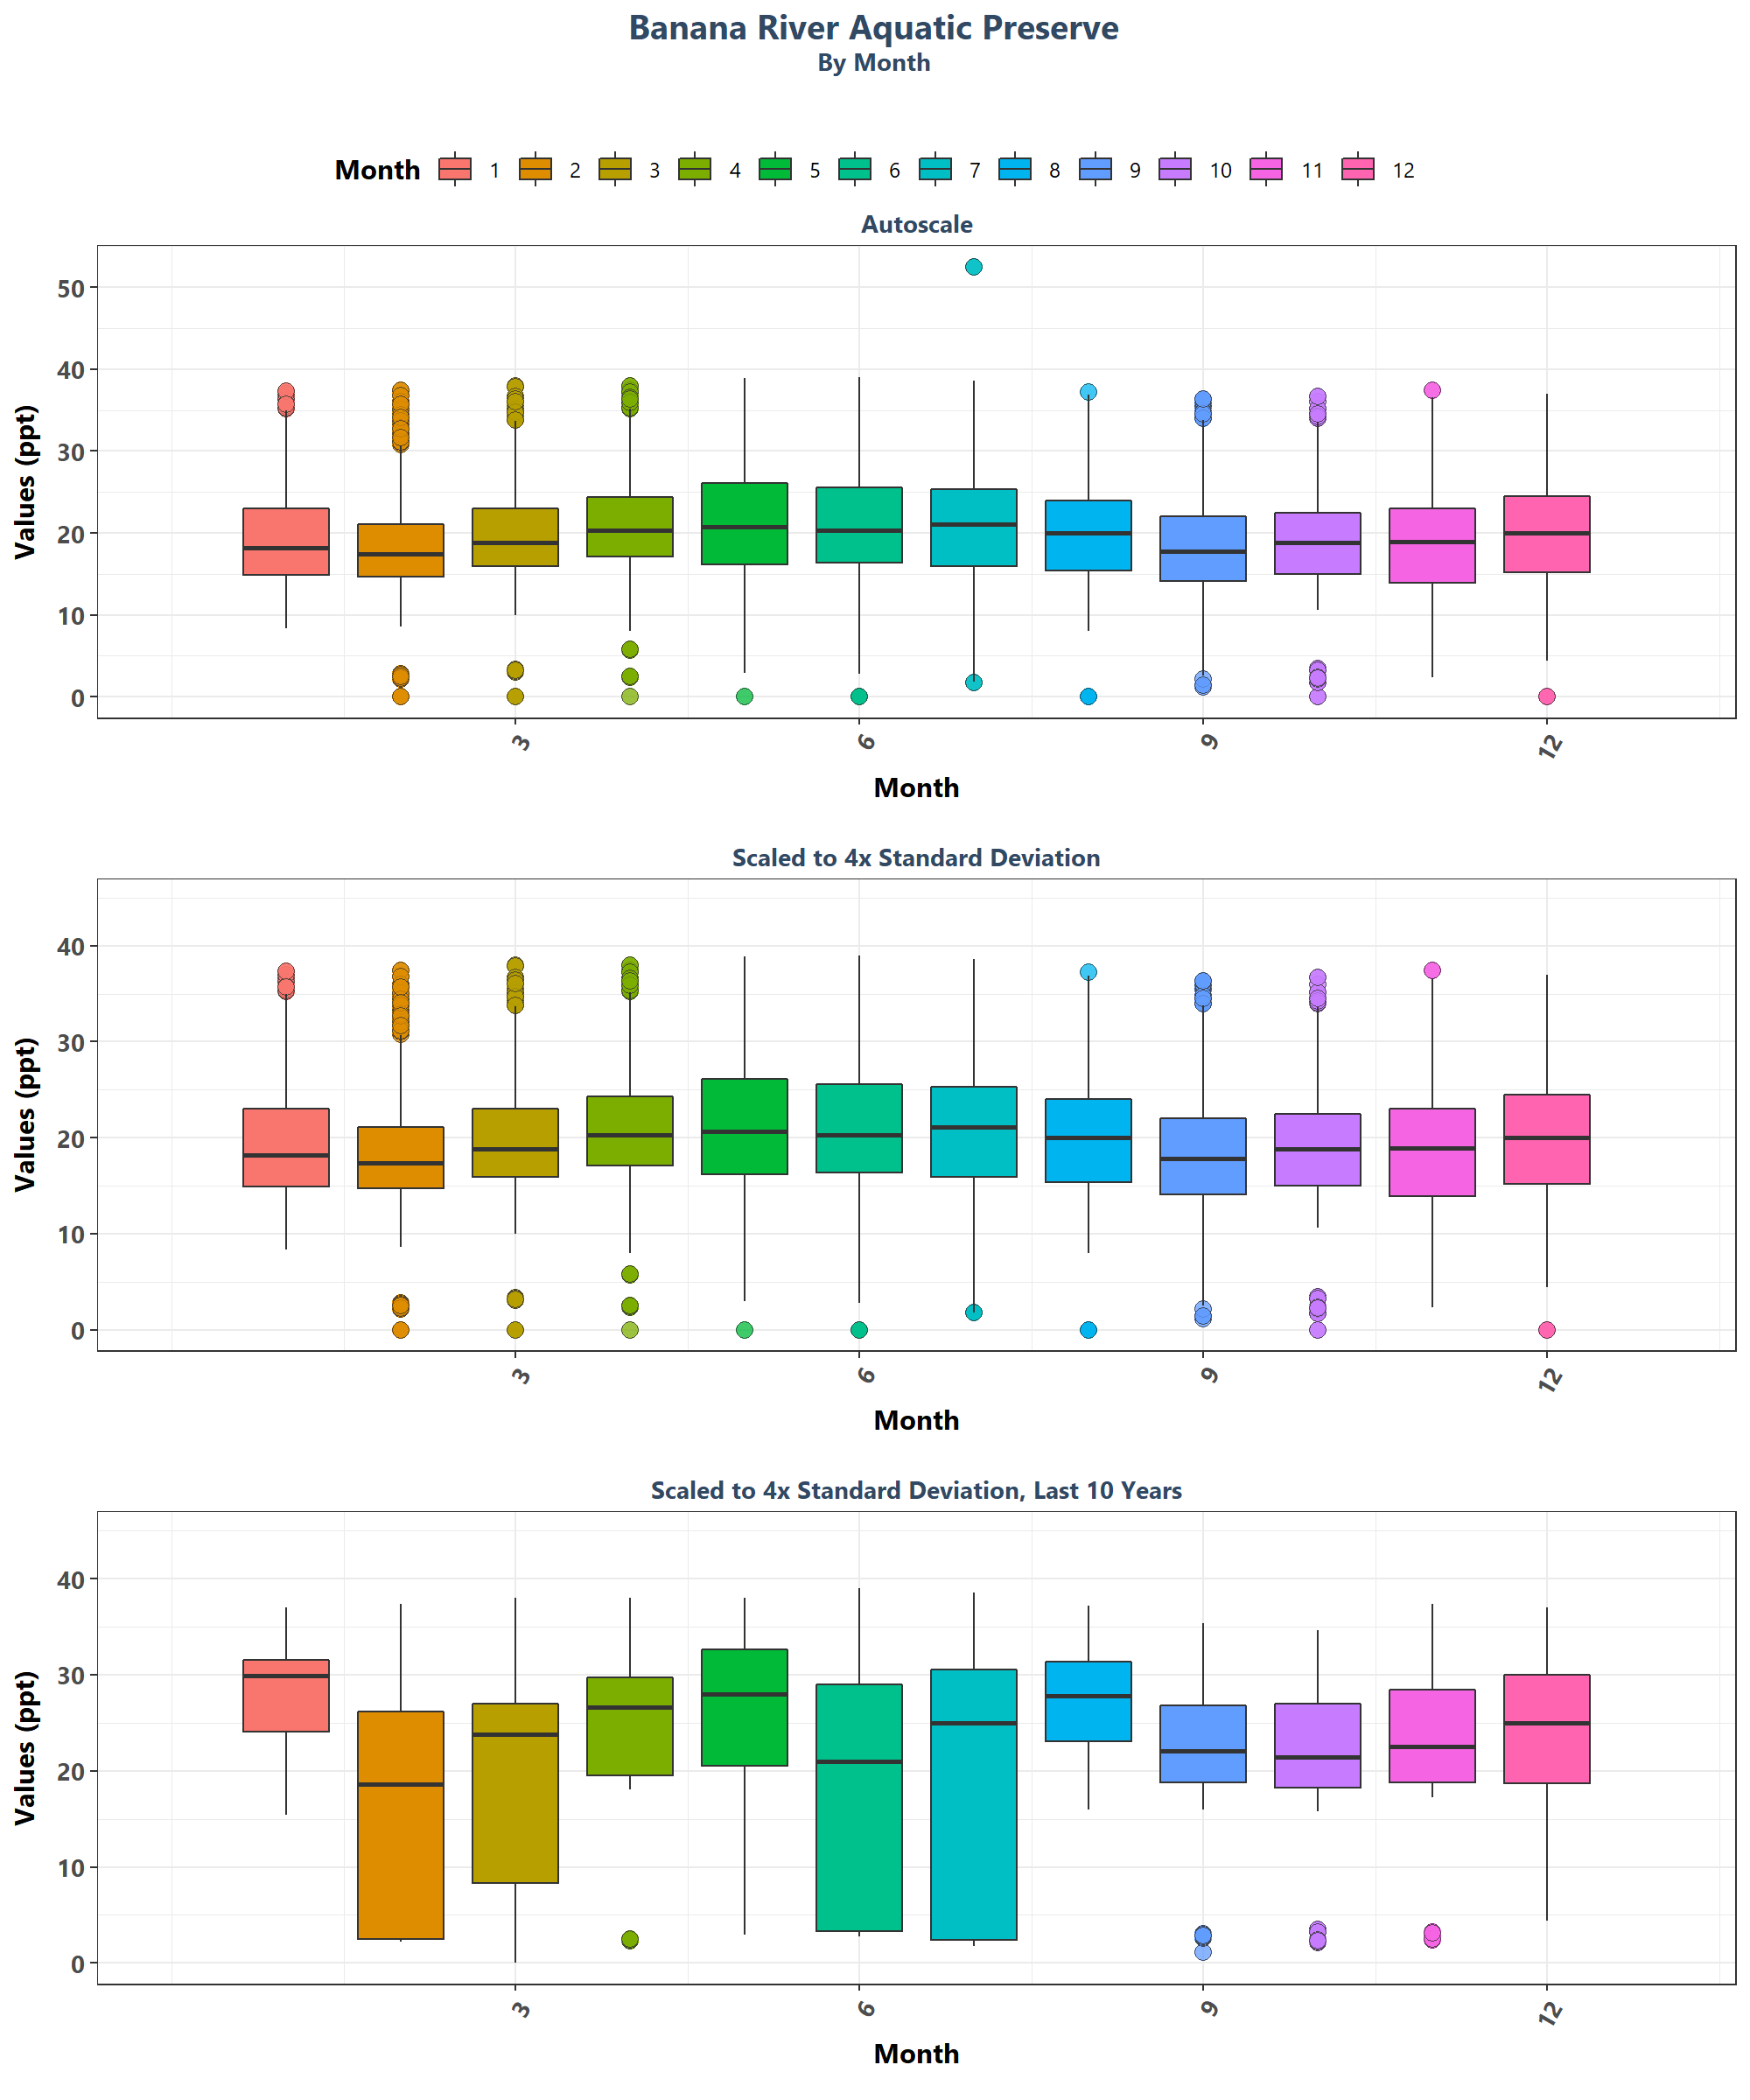 Banana River Aquatic Preserve
By Month
Month 1 2 3 4 5 6 7 8 9 10 11 12
Autoscale
Values (ppt)
50
40
30
20
10
0
3 6 9 12
Month
Scaled to 4x Standard Deviation
Values (ppt)
40
30
20
10
0
3 6 9 12
Month
Scaled to 4x Standard Deviation, Last 10 Years
Values (ppt)
40
30
20
10
0
3 6 9 12
Month